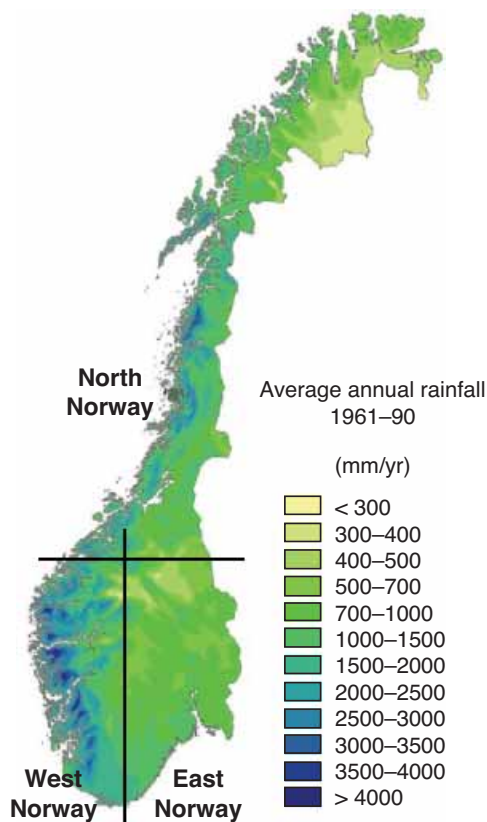 North
Norway
Average annual rainfall
1961–90
(mm/yr)
< 300
300–400
400–500
500–700
700–1000
1000–1500
1500–2000
2000–2500
2500–3000
3000–3500
3500–4000
> 4000
West
Norway
East
Norway